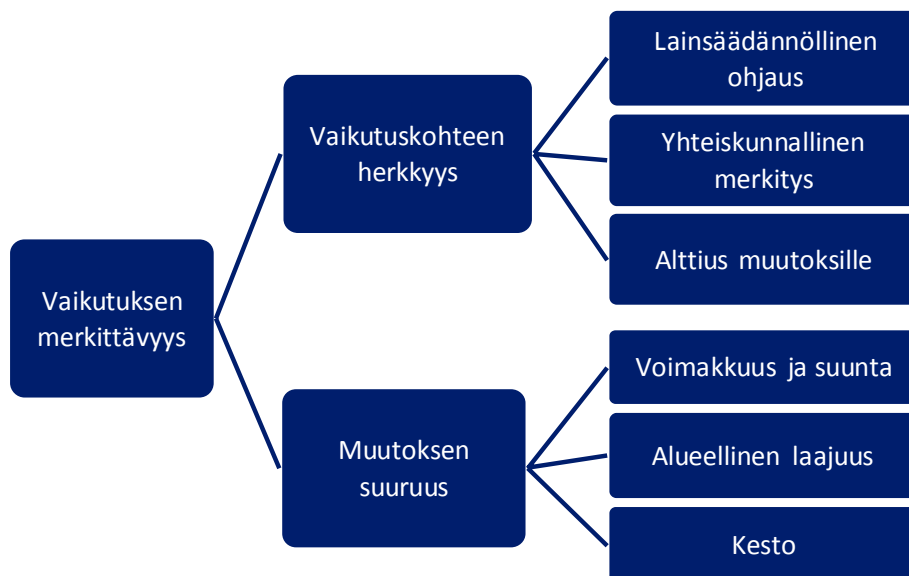 Vaikutuksen
merkittävyys
Vaikutuskohteen
herkkyys
Lainsäädännöllinen
ohjaus
Yhteiskunnallinen
merkitys
Alttius muutoksille
Muutoksen
suuruus
Voimakkuus ja suunta
Alueellinen laajuus
Kesto